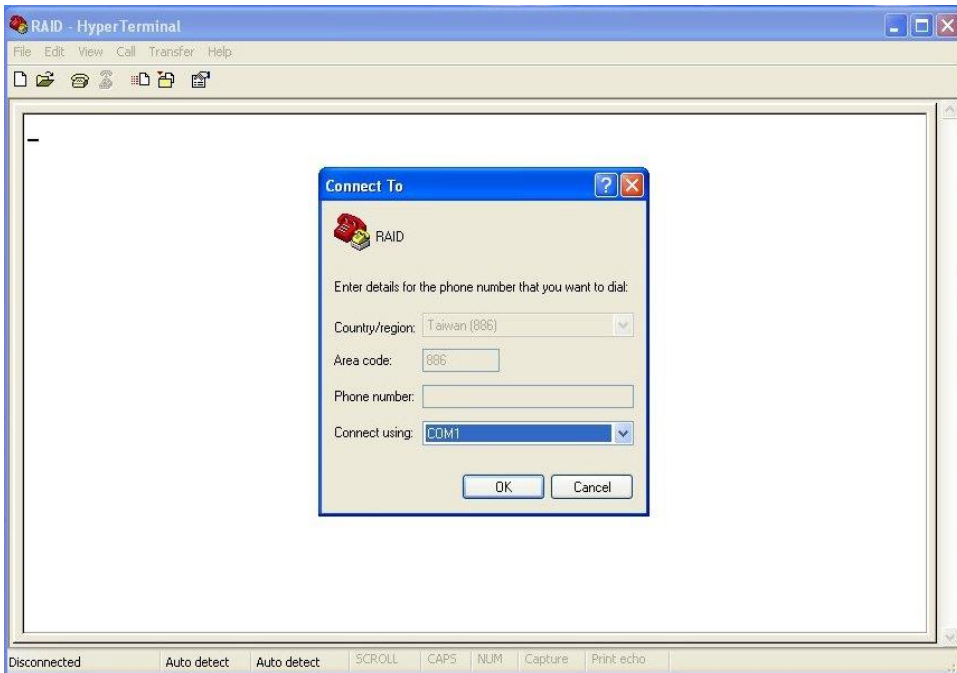 RAID - HyperTerminal
File Edit View Call Transfer Help
Connect To
RAID
Enter details for the phone number that you want to dial:
Country/region: Taiwan (886)
Area code: 886
Phone number:
Connect using: COM1
OK Cancel
Disconnected Auto detect Auto detect SCROLL CAPS NUM Capture Print echo